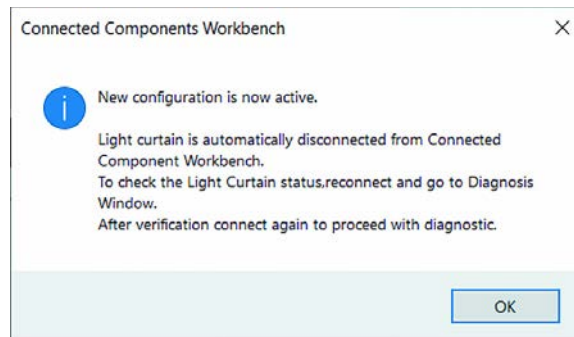 Connected Components Workbench
New configuration is now active.
Light curtain is automatically disconnected from Connected
Component Workbench.
To check the Light Curtain status,reconnect and go to Diagnosis
Window.
After verification connect again to proceed with diagnostic.
OK